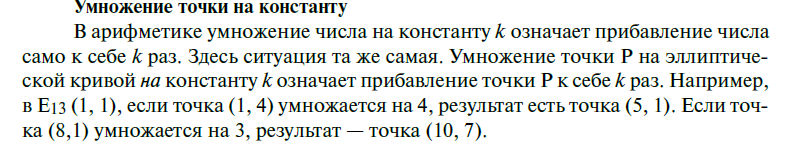 Умножение точки на константу
В арифметике умножение числа на константу k означает прибавление числа
само к себе k раз. Здесь ситуация та же самая. Умножение точки P на эллиптиче-
ской кривой на константу k означает прибавление точки P к себе k раз. Например,
в E13 (1, 1), если точка (1, 4) умножается на 4, результат есть точка (5, 1). Если точ-
ка (8,1) умножается на 3, результат — точка (10, 7).